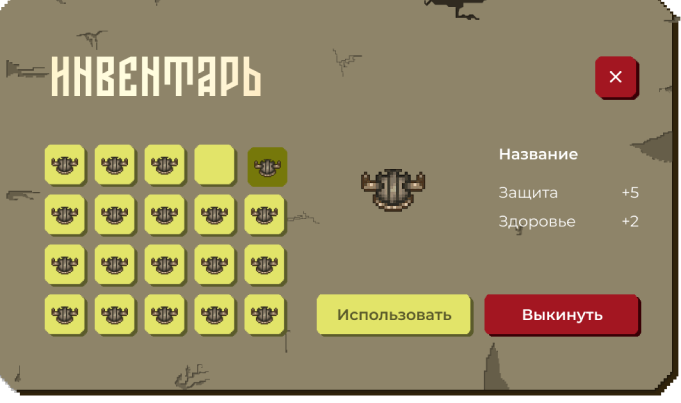 ИНВЕНТАРЬ
Название
Защита +5
Здоровье +2
Использовать
Выкинуть